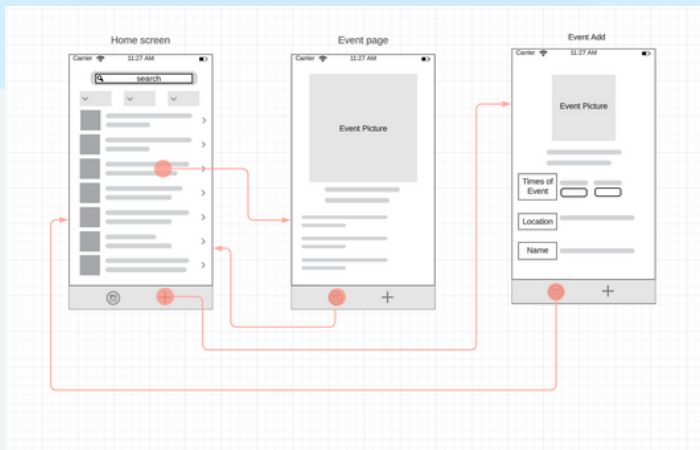 Home screen
Carrier 11:27 AM
search
Event page
Carrier 11:27 AM
Event Picture
Event Add
Carrier 11:27 AM
Event Picture
Times of
Event
Location
Name